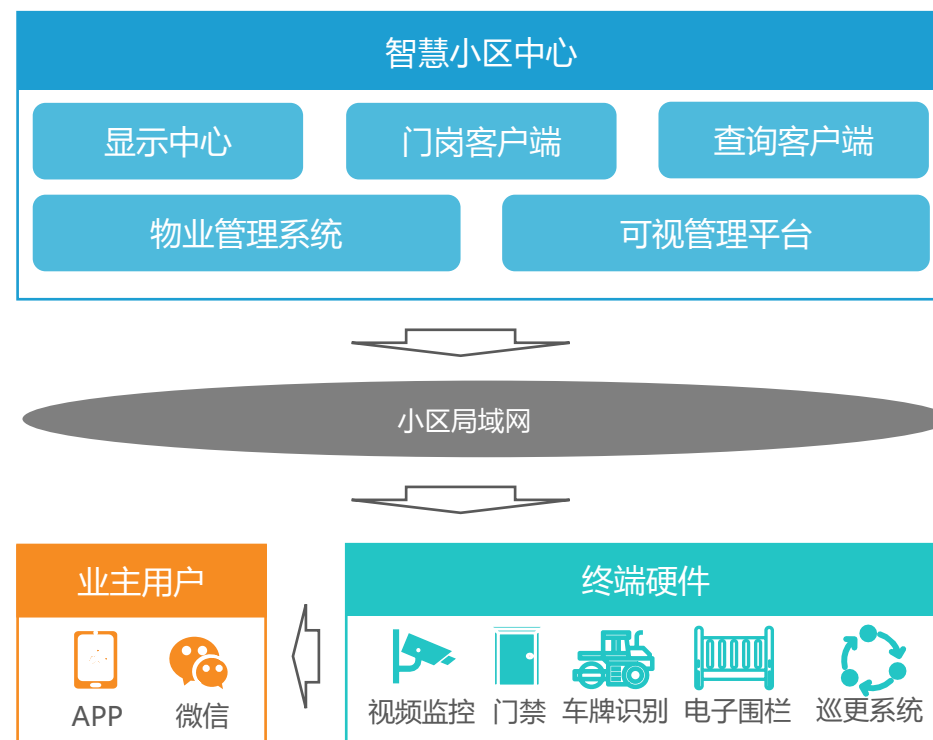 智慧小区中心
显示中心 门岗客户端 查询客户端
物业管理系统 可视管理平台
小区局域网
业主用户 终端硬件
APP 微信 视频监控 门禁 车牌识别 电子围栏 巡更系统